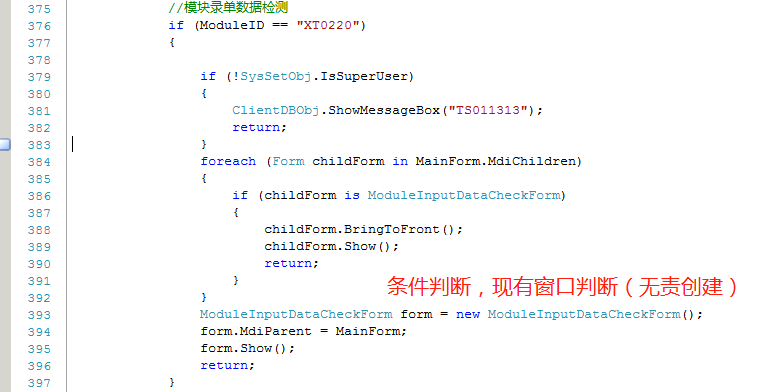 375 //模块录单数据检测
376 if (ModuleID == "XT0220")
377 {
378
379 if (!SysSetObj.IsSuperUser)
380 {
381 ClientDBObj.ShowMessageBox("TS011313");
382 return;
383 }
384 foreach (Form childForm in MainForm.MdiChildren)
385 {
386 if (childForm is ModuleInputDataCheckForm)
387 {
388 childForm.BringToFront();
389 childForm.Show();
390 return;
391 }
条件判断，现有窗口判断（无责创建）
392 }
393 ModuleInputDataCheckForm form = new ModuleInputDataCheckForm();
394 form.MdiParent = MainForm;
395 form.Show();
396 return;
397 }